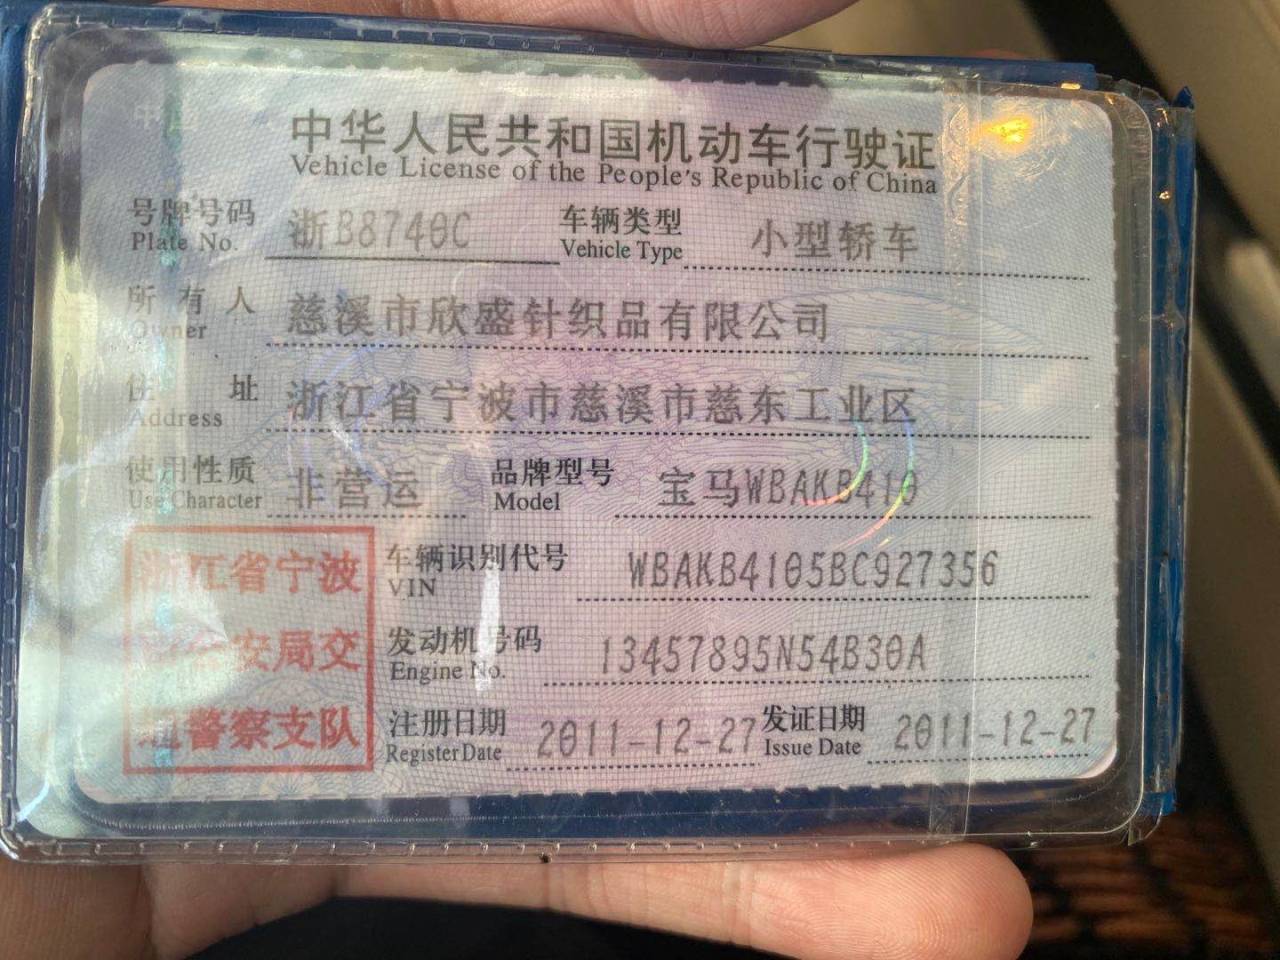 中华人民共和国机动车行驶证
Vehicle License of the People's Republic of China
号牌号码 浙B8740C 车辆类型 小型轿车
Plate No. Vehicle Type
所有人 慈溪市欣盛针织品有限公司
Owner
住址 浙江省宁波市慈溪市慈东工业区
Address
使用性质 非营运 品牌型号 宝马WBAKB410
Use Character Model
车辆识别代号 WBAKB4105BC927356
VIN
发动机号码 13457895N54B30A
Engine No.
注册日期 2011-12-27 发证日期 2011-12-27
Register Date Issue Date
浙江省宁波
公安局交
通警察支队